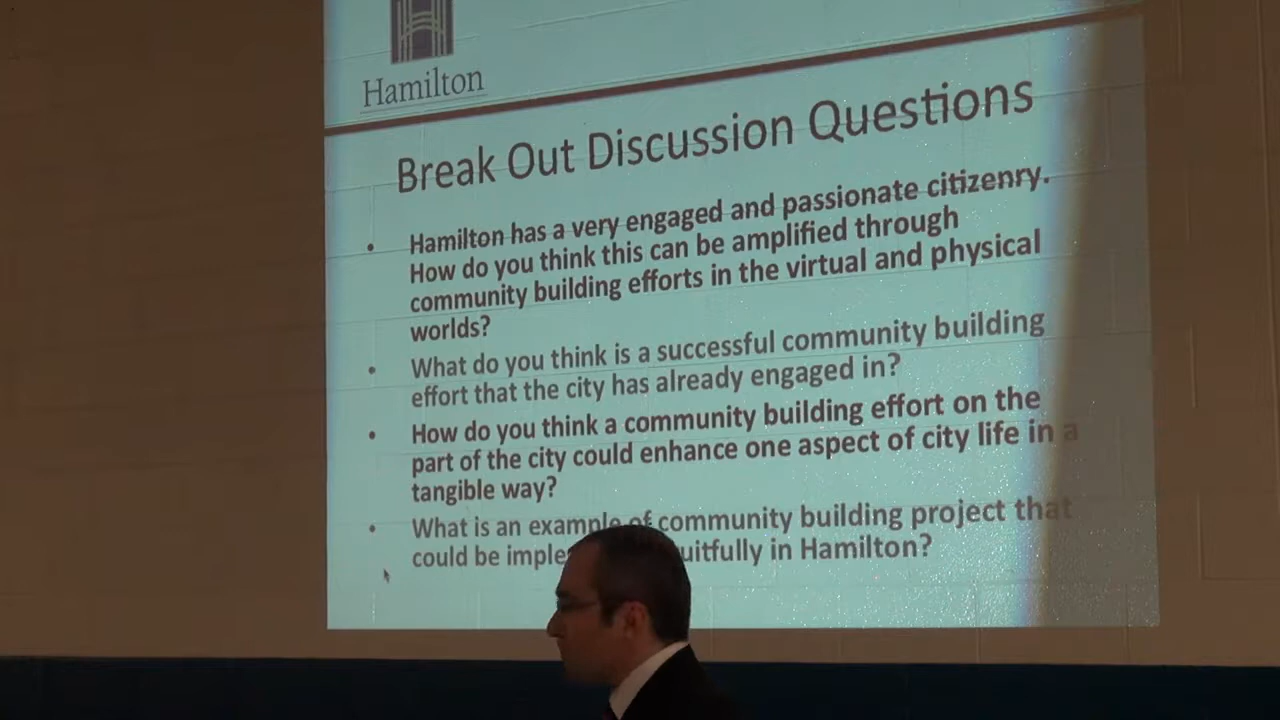 Hamilton
Break Out Discussion Questions
• Hamilton has a very engaged and passionate citizenry.
How do you think this can be amplified through
community building efforts in the virtual and physical
worlds?
• What do you think is a successful community building
effort that the city has already engaged in?
• How do you think a community building effort on the
part of the city could enhance one aspect of city life in a
tangible way?
• What is an example of community building project that
could be imple uitfully in Hamilton?